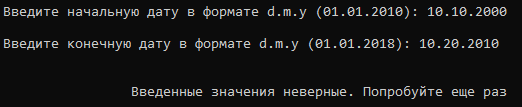 Введите начальную дату в формате d.m.y (01.01.2010): 10.10.2000
Введите конечную дату в формате d.m.y (01.01.2018): 10.20.2010
Введенные значения неверные. Попробуйте еще раз